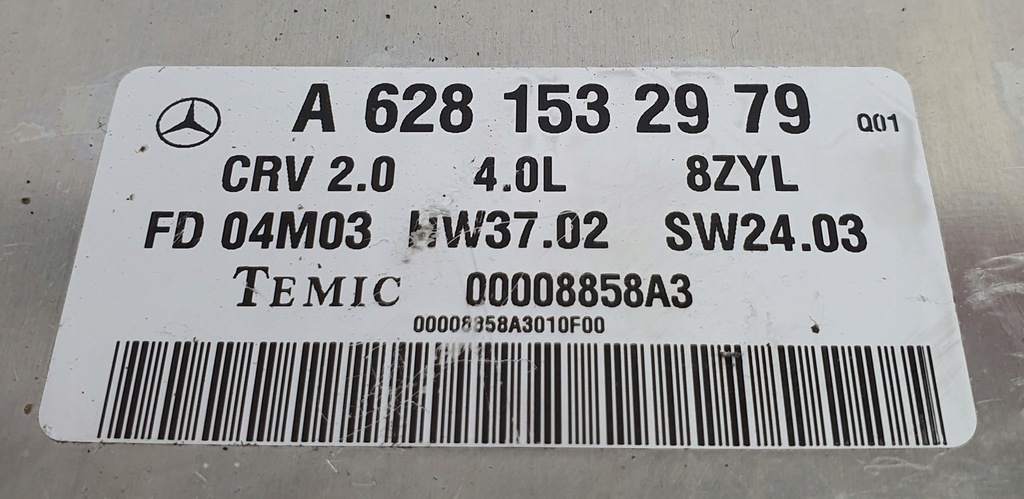 A 628 153 29 79 Q01
CRV 2.0 4.0L 8ZYL
FD 04M03 HW37.02 SW24.03
TEMIC 00008858A3
00008858A3010F00